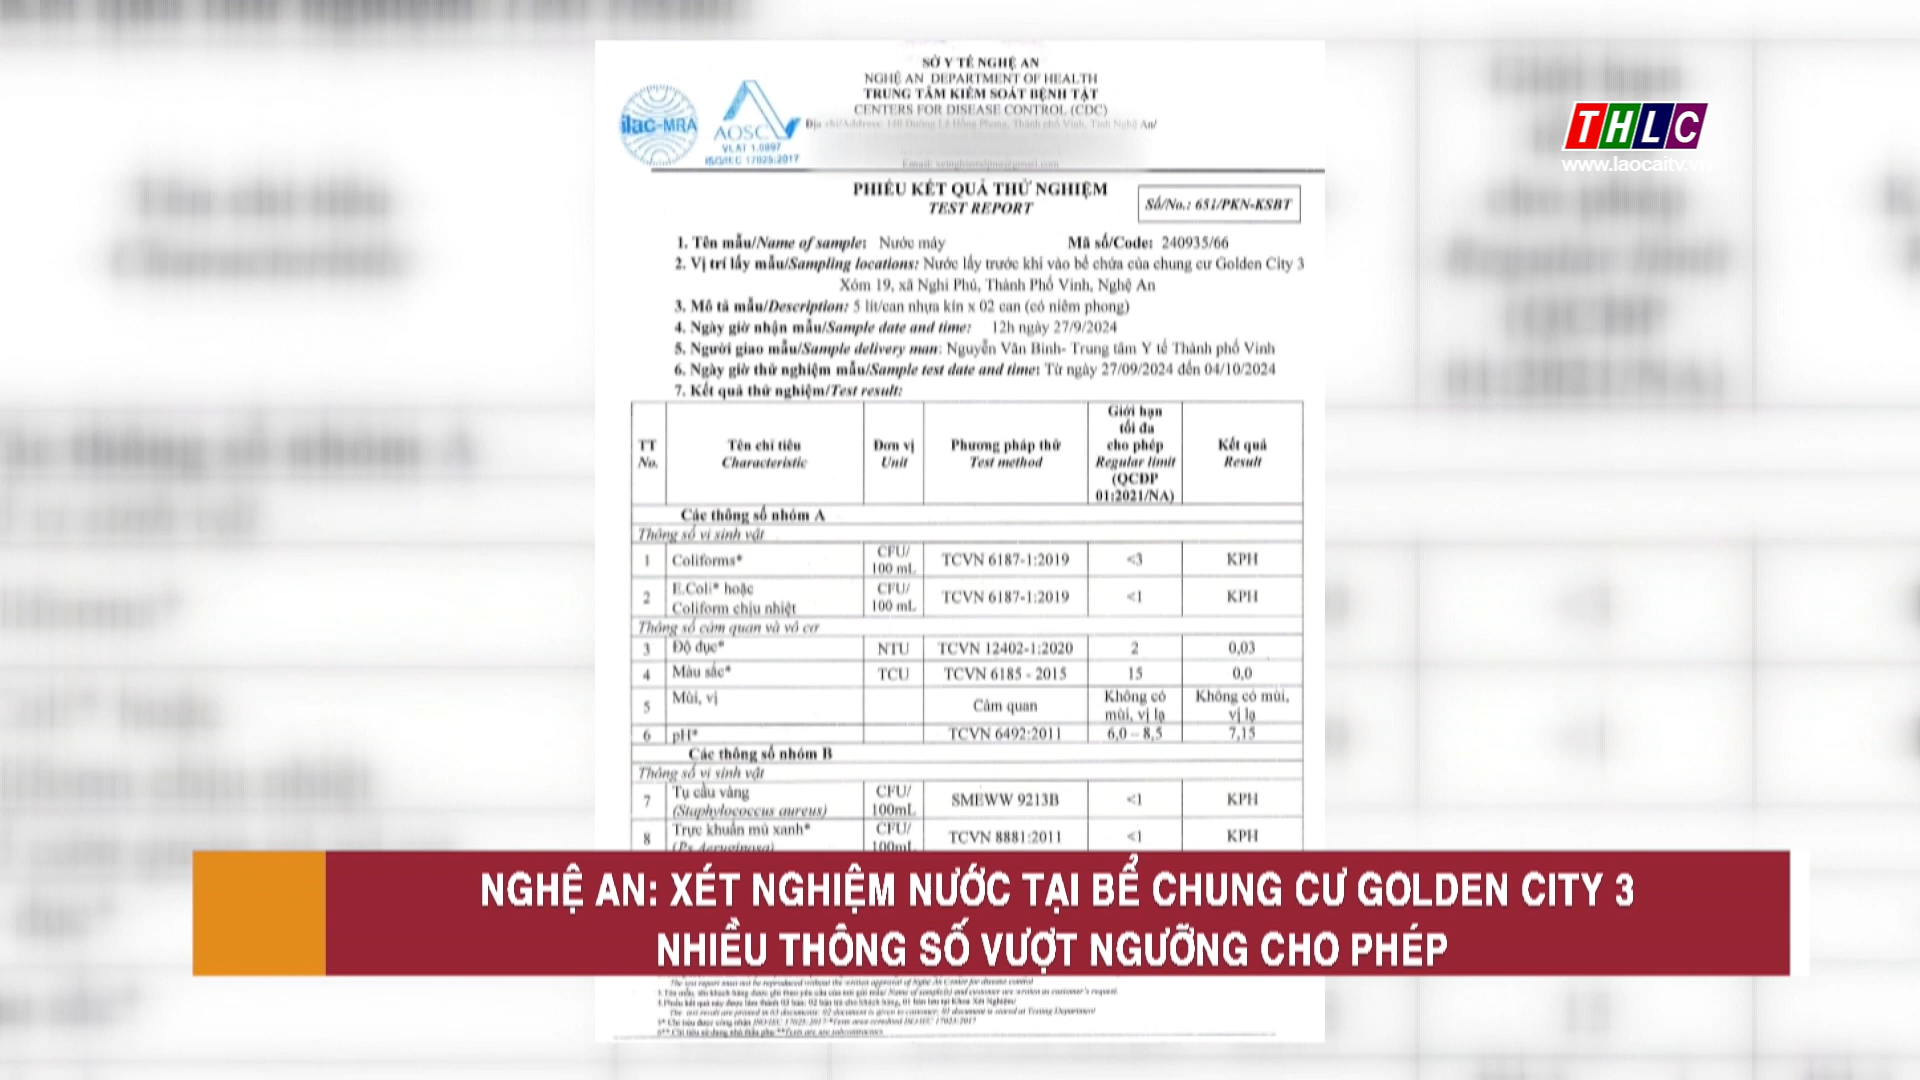 SỞ Y TẾ NGHỆ AN
NGHỆ AN DEPARTMENT OF HEALTH
TRUNG TÂM KIỂM SOÁT BỆNH TẬT
CENTERS FOR DISEASE CONTROL (CDC)
ilac-MRA
AOSC
VLAT 1.0897
ISO/IEC 17025:2017
THLC
www.laocaitv.vn
PHIẾU KẾT QUẢ THỬ NGHIỆM
TEST REPORT
Số/No.: 651/PKN-KSBT
1. Tên mẫu/Name of sample: Nước máy Mã số/Code: 240935/66
2. Vị trí lấy mẫu/Sampling locations: Nước lấy trước khi vào bể chứa của chung cư Golden City 3
Xóm 19, xã Nghi Phú, Thành Phố Vinh, Nghệ An
3. Mô tả mẫu/Description: 5 lít/can nhựa kín x 02 can (có niêm phong)
4. Ngày giờ nhận mẫu/Sample date and time: 12h ngày 27/9/2024
5. Người giao mẫu/Sample delivery man: Nguyễn Văn Bình- Trung tâm Y tế Thành phố Vinh
6. Ngày giờ thử nghiệm mẫu/Sample test date and time: Từ ngày 27/09/2024 đến 04/10/2024
7. Kết quả thử nghiệm/Test result:
TT No. Tên chỉ tiêu Characteristic Đơn vị Unit Phương pháp thử Test method Giới hạn tối đa cho phép Regular limit (QCĐP 01:2021/NA) Kết quả Result
Các thông số nhóm A
Thông số vi sinh vật
1 Coliforms* CFU/ 100 mL TCVN 6187-1:2019 <3 KPH
2 E.Coli* hoặc Coliform chịu nhiệt CFU/ 100 mL TCVN 6187-1:2019 <1 KPH
Thông số cảm quan và vô cơ
3 Độ đục* NTU TCVN 12402-1:2020 2 0,03
4 Màu sắc* TCU TCVN 6185 - 2015 15 0,0
5 Mùi, vị Cảm quan Không có mùi, vị lạ Không có mùi, vị lạ
6 pH* TCVN 6492:2011 6,0 – 8,5 7,15
Các thông số nhóm B
Thông số vi sinh vật
7 Tụ cầu vàng (Staphylococcus aureus) CFU/ 100mL SMEWW 9213B <1 KPH
8 Trực khuẩn mủ xanh* (Ps Aeruginosa) CFU/ 100mL TCVN 8881:2011 <1 KPH
NGHỆ AN: XÉT NGHIỆM NƯỚC TẠI BỂ CHUNG CƯ GOLDEN CITY 3
NHIỀU THÔNG SỐ VƯỢT NGƯỠNG CHO PHÉP